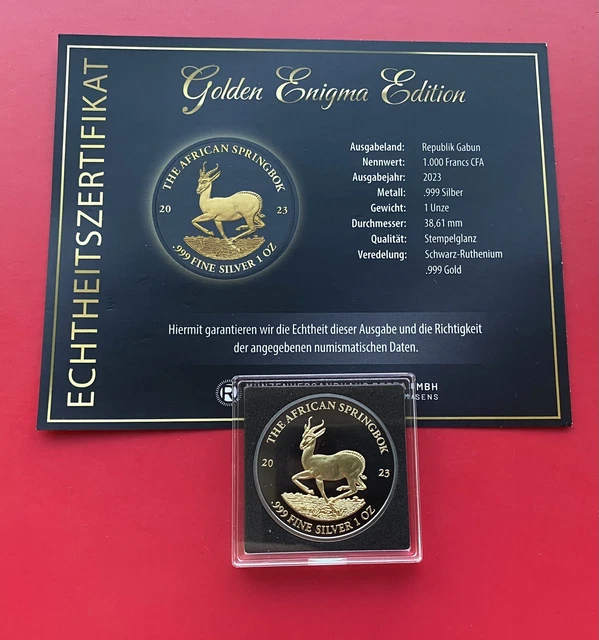 ECHTHEITSZERTIFIKAT
Golden Enigma Edition
THE AFRICAN SPRINGBOK
20 23
.999 FINE SILVER 1 OZ
Ausgabeland: Republik Gabun
Nennwert: 1.000 Francs CFA
Ausgabejahr: 2023
Metall: .999 Silber
Gewicht: 1 Unze
Durchmesser: 38,61 mm
Qualität: Stempelglanz
Veredelung: Schwarz-Ruthenium
.999 Gold
Hiermit garantieren wir die Echtheit dieser Ausgabe und die Richtigkeit
der angegebenen numismatischen Daten.
THE AFRICAN SPRINGBOK
20 23
.999 FINE SILVER 1 OZ